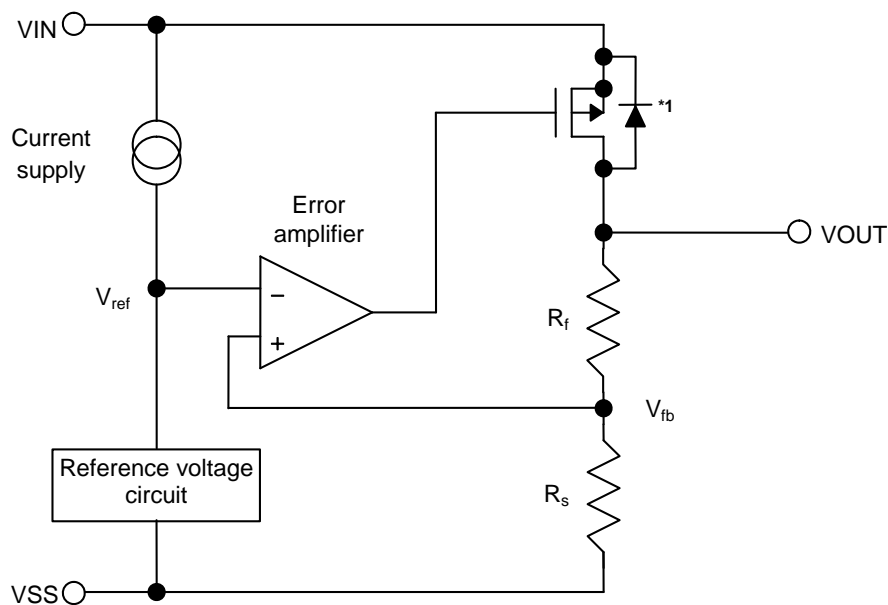 VIN
*1
Current
supply
Error
amplifier
VOUT
Vref
−
+
Rf
Vfb
Reference voltage
circuit
Rs
VSS